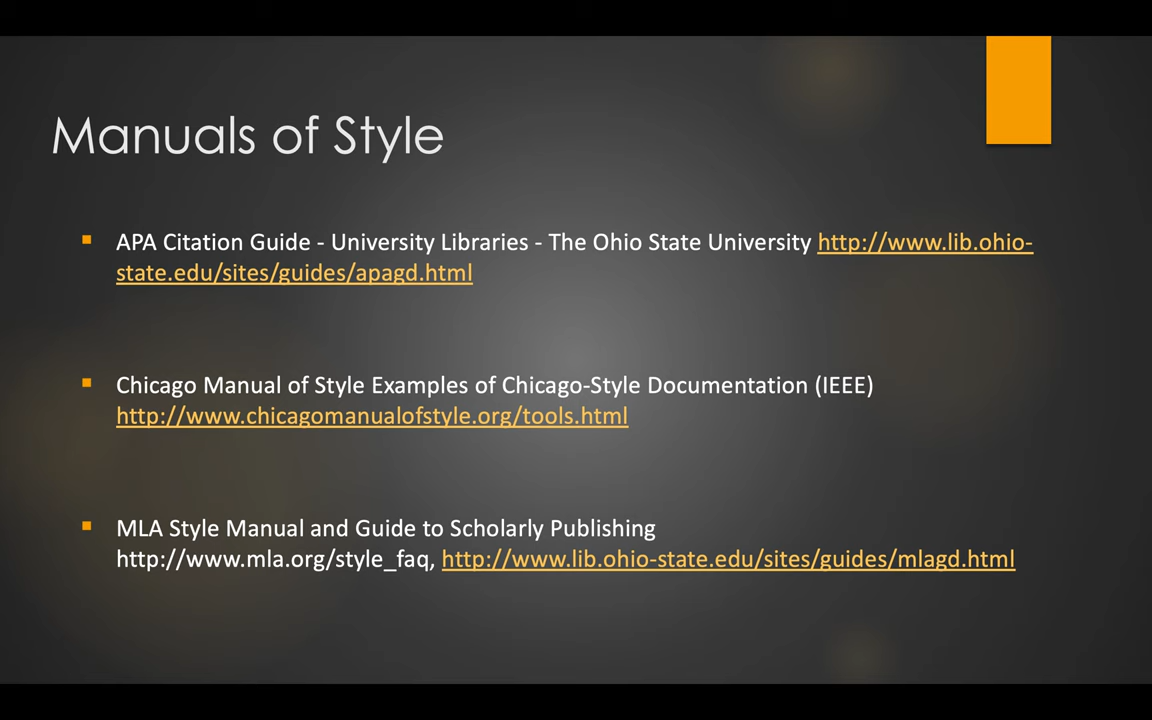 Manuals of Style
APA Citation Guide - University Libraries - The Ohio State University http://www.lib.ohio-
state.edu/sites/guides/apagd.html
Chicago Manual of Style Examples of Chicago-Style Documentation (IEEE)
http://www.chicagomanualofstyle.org/tools.html
MLA Style Manual and Guide to Scholarly Publishing
http://www.mla.org/style_faq, http://www.lib.ohio-state.edu/sites/guides/mlagd.html